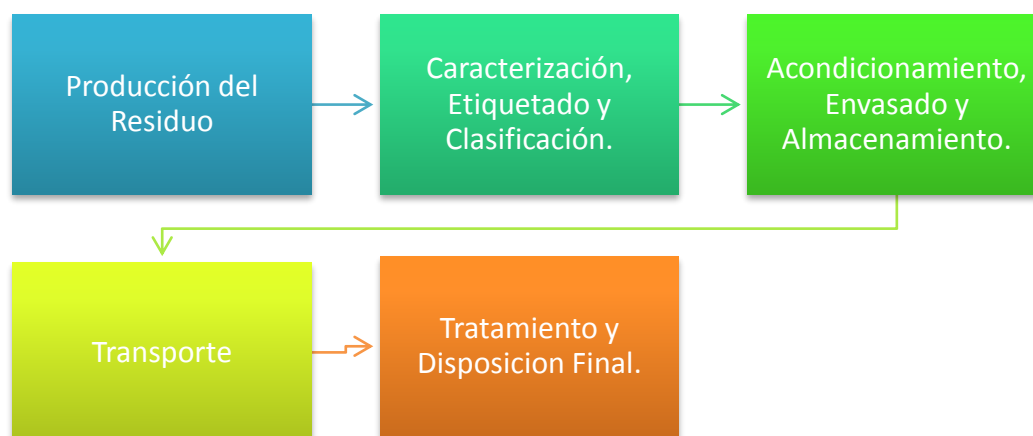 Producción del
Residuo
Caracterización,
Etiquetado y
Clasificación.
Acondicionamiento,
Envasado y
Almacenamiento.
Transporte
Tratamiento y
Disposicion Final.